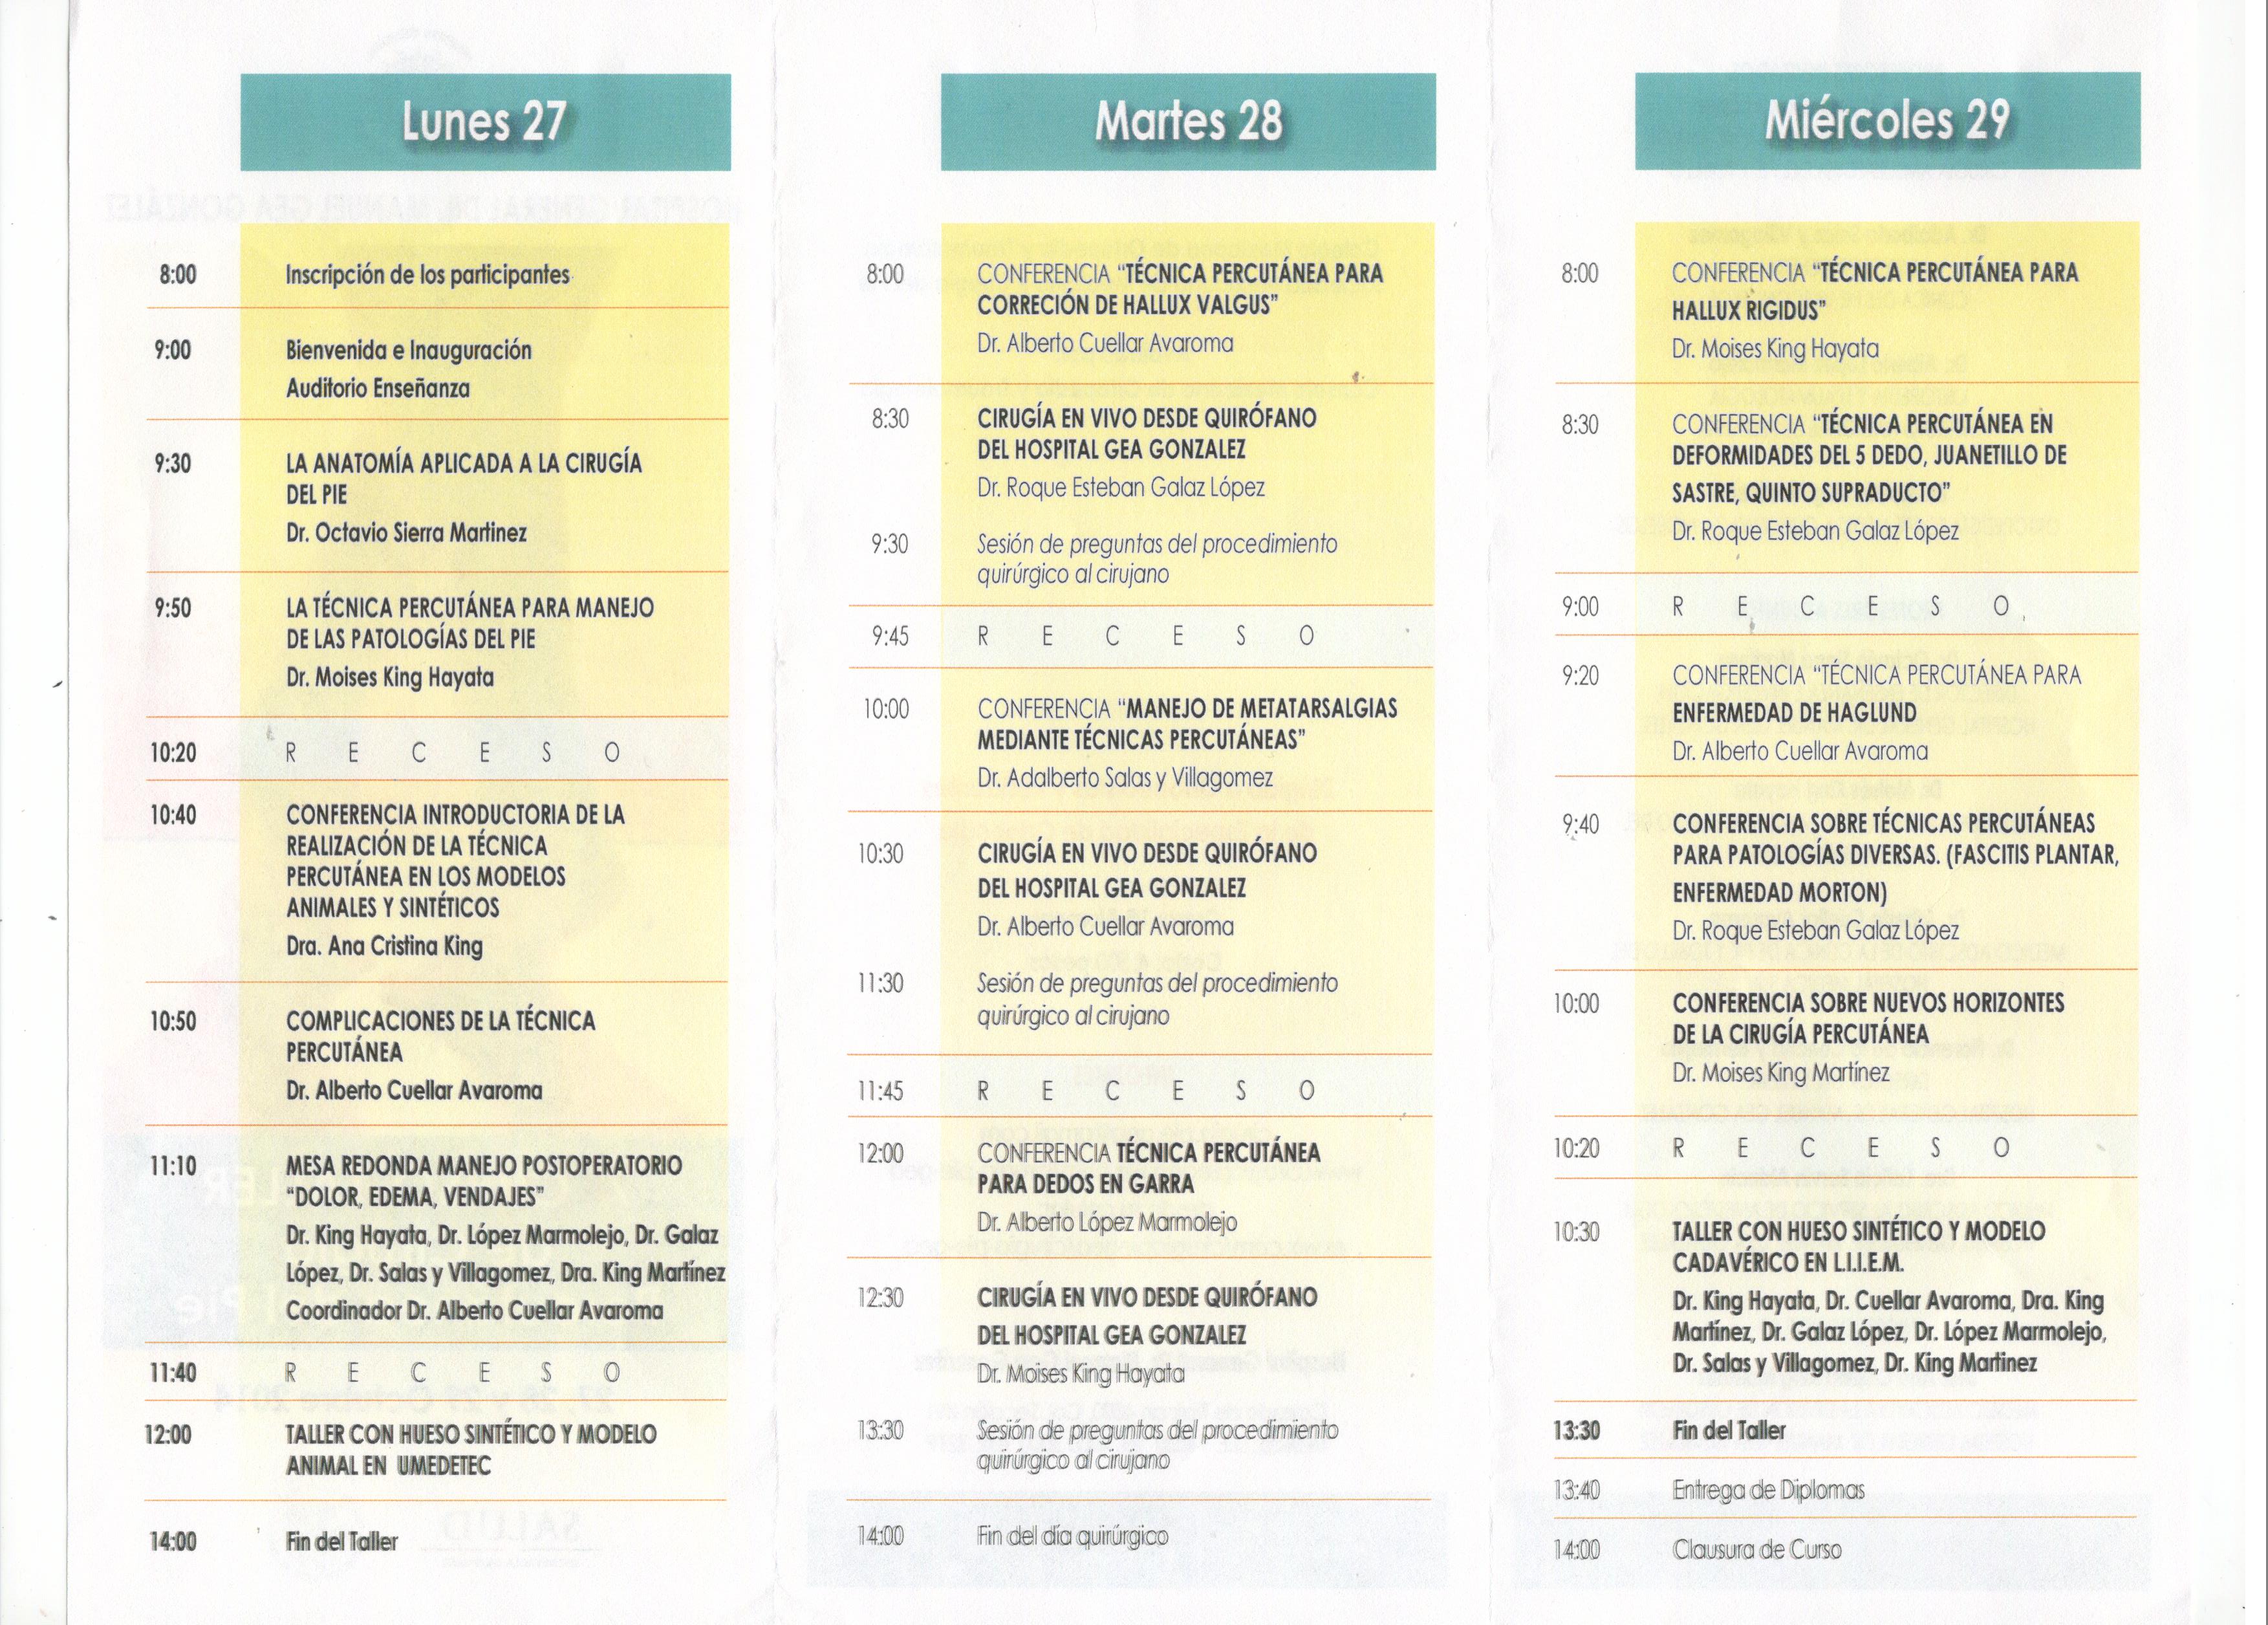 Lunes 27
8:00 Inscripción de los participantes
9:00 Bienvenida e Inauguración
Auditorio Enseñanza
9:30 LA ANATOMÍA APLICADA A LA CIRUGÍA
DEL PIE
Dr. Octavio Sierra Martinez
9:50 LA TÉCNICA PERCUTÁNEA PARA MANEJO
DE LAS PATOLOGÍAS DEL PIE
Dr. Moises King Hayata
10:20 R E C E S O
10:40 CONFERENCIA INTRODUCTORIA DE LA
REALIZACIÓN DE LA TÉCNICA
PERCUTÁNEA EN LOS MODELOS
ANIMALES Y SINTÉTICOS
Dra. Ana Cristina King
10:50 COMPLICACIONES DE LA TÉCNICA
PERCUTÁNEA
Dr. Alberto Cuellar Avaroma
11:10 MESA REDONDA MANEJO POSTOPERATORIO
“DOLOR, EDEMA, VENDAJES”
Dr. King Hayata, Dr. López Marmolejo, Dr. Galaz
López, Dr. Salas y Villagomez, Dra. King Martínez
Coordinador Dr. Alberto Cuellar Avaroma
11:40 R E C E S O
12:00 TALLER CON HUESO SINTÉTICO Y MODELO
ANIMAL EN UMEDETEC
14:00 Fin del Taller
Martes 28
8:00 CONFERENCIA “TÉCNICA PERCUTÁNEA PARA
CORRECIÓN DE HALLUX VALGUS”
Dr. Alberto Cuellar Avaroma
8:30 CIRUGÍA EN VIVO DESDE QUIRÓFANO
DEL HOSPITAL GEA GONZALEZ
Dr. Roque Esteban Galaz López
9:30 Sesión de preguntas del procedimiento
quirúrgico al cirujano
9:45 R E C E S O
10:00 CONFERENCIA “MANEJO DE METATARSALGIAS
MEDIANTE TÉCNICAS PERCUTÁNEAS”
Dr. Adalberto Salas y Villagomez
10:30 CIRUGÍA EN VIVO DESDE QUIRÓFANO
DEL HOSPITAL GEA GONZALEZ
Dr. Alberto Cuellar Avaroma
11:30 Sesión de preguntas del procedimiento
quirúrgico al cirujano
11:45 R E C E S O
12:00 CONFERENCIA TÉCNICA PERCUTÁNEA
PARA DEDOS EN GARRA
Dr. Alberto López Marmolejo
12:30 CIRUGÍA EN VIVO DESDE QUIRÓFANO
DEL HOSPITAL GEA GONZALEZ
Dr. Moises King Hayata
13:30 Sesión de preguntas del procedimiento
quirúrgico al cirujano
14:00 Fin del día quirúrgico
Miércoles 29
8:00 CONFERENCIA “TÉCNICA PERCUTÁNEA PARA
HALLUX RIGIDUS”
Dr. Moises King Hayata
8:30 CONFERENCIA “TÉCNICA PERCUTÁNEA EN
DEFORMIDADES DEL 5 DEDO, JUANETILLO DE
SASTRE, QUINTO SUPRADUCTO”
Dr. Roque Esteban Galaz López
9:00 R E C E S O
9:20 CONFERENCIA “TÉCNICA PERCUTÁNEA PARA
ENFERMEDAD DE HAGLUND
Dr. Alberto Cuellar Avaroma
9:40 CONFERENCIA SOBRE TÉCNICAS PERCUTÁNEAS
PARA PATOLOGÍAS DIVERSAS. (FASCITIS PLANTAR,
ENFERMEDAD MORTON)
Dr. Roque Esteban Galaz López
10:00 CONFERENCIA SOBRE NUEVOS HORIZONTES
DE LA CIRUGÍA PERCUTÁNEA
Dr. Moises King Martínez
10:20 R E C E S O
10:30 TALLER CON HUESO SINTÉTICO Y MODELO
CADAVÉRICO EN L.I.I.E.M.
Dr. King Hayata, Dr. Cuellar Avaroma, Dra. King
Martínez, Dr. Galaz López, Dr. López Marmolejo,
Dr. Salas y Villagomez, Dr. King Martinez
13:30 Fin del Taller
13:40 Entrega de Diplomas
14:00 Clausura de Curso